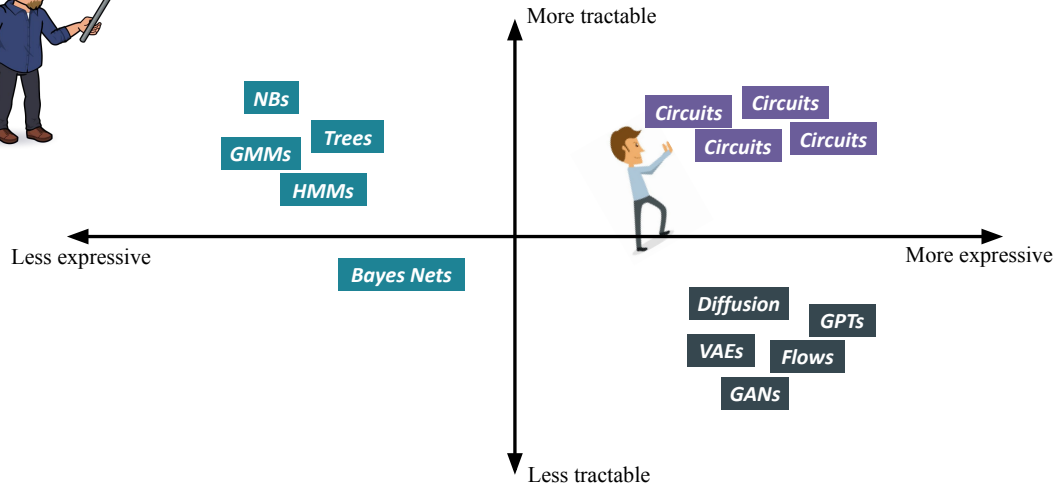 More tractable
NBs
Circuits
Circuits
Trees
Circuits
Circuits
GMMs
HMMs
Less expressive
More expressive
Bayes Nets
Diffusion
GPTs
VAEs
Flows
GANs
Less tractable